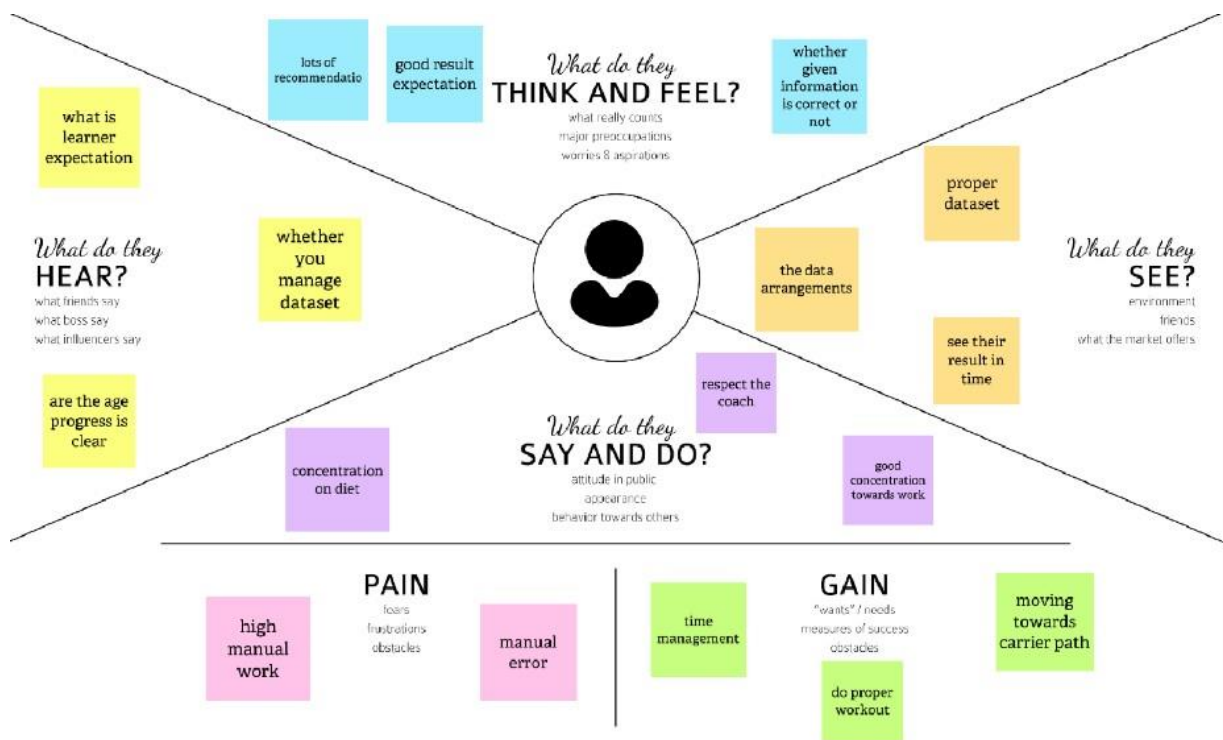 lots of
recommendatio
good result
expectation
What do they
THINK AND FEEL?
what really counts
major preoccupations
worries & aspirations
whether
given
information
is correct or
not
what is
learner
expectation
whether
you
manage
dataset
What do they
HEAR?
what friends say
what boss say
what influencers say
are the age
progress is
clear
proper
dataset
the data
arrangements
What do they
SEE?
environment
friends
what the market offers
see their
result in
time
respect the
coach
What do they
SAY AND DO?
attitude in public
appearance
behavior towards others
concentration
on diet
good
concentration
towards work
PAIN
fears
frustrations
obstacles
high
manual
work
manual
error
GAIN
"wants" / needs
measures of success
obstacles
time
management
do proper
workout
moving
towards
carrier path